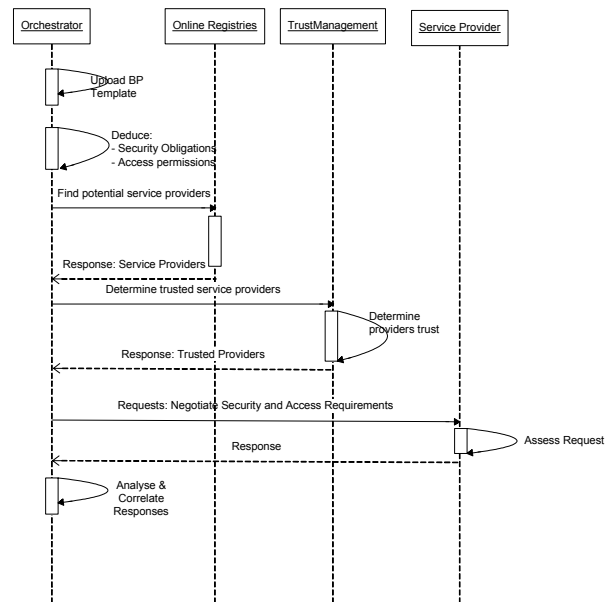 Orchestrator
Online Registries
TrustManagement
Service Provider
Upload BP
Template
Deduce:
- Security Obligations
- Access permissions
Find potential service providers
Response: Service Providers
Determine trusted service providers
Determine
providers trust
Response: Trusted Providers
Requests: Negotiate Security and Access Requirements
Assess Request
Response
Analyse &
Correlate
Responses